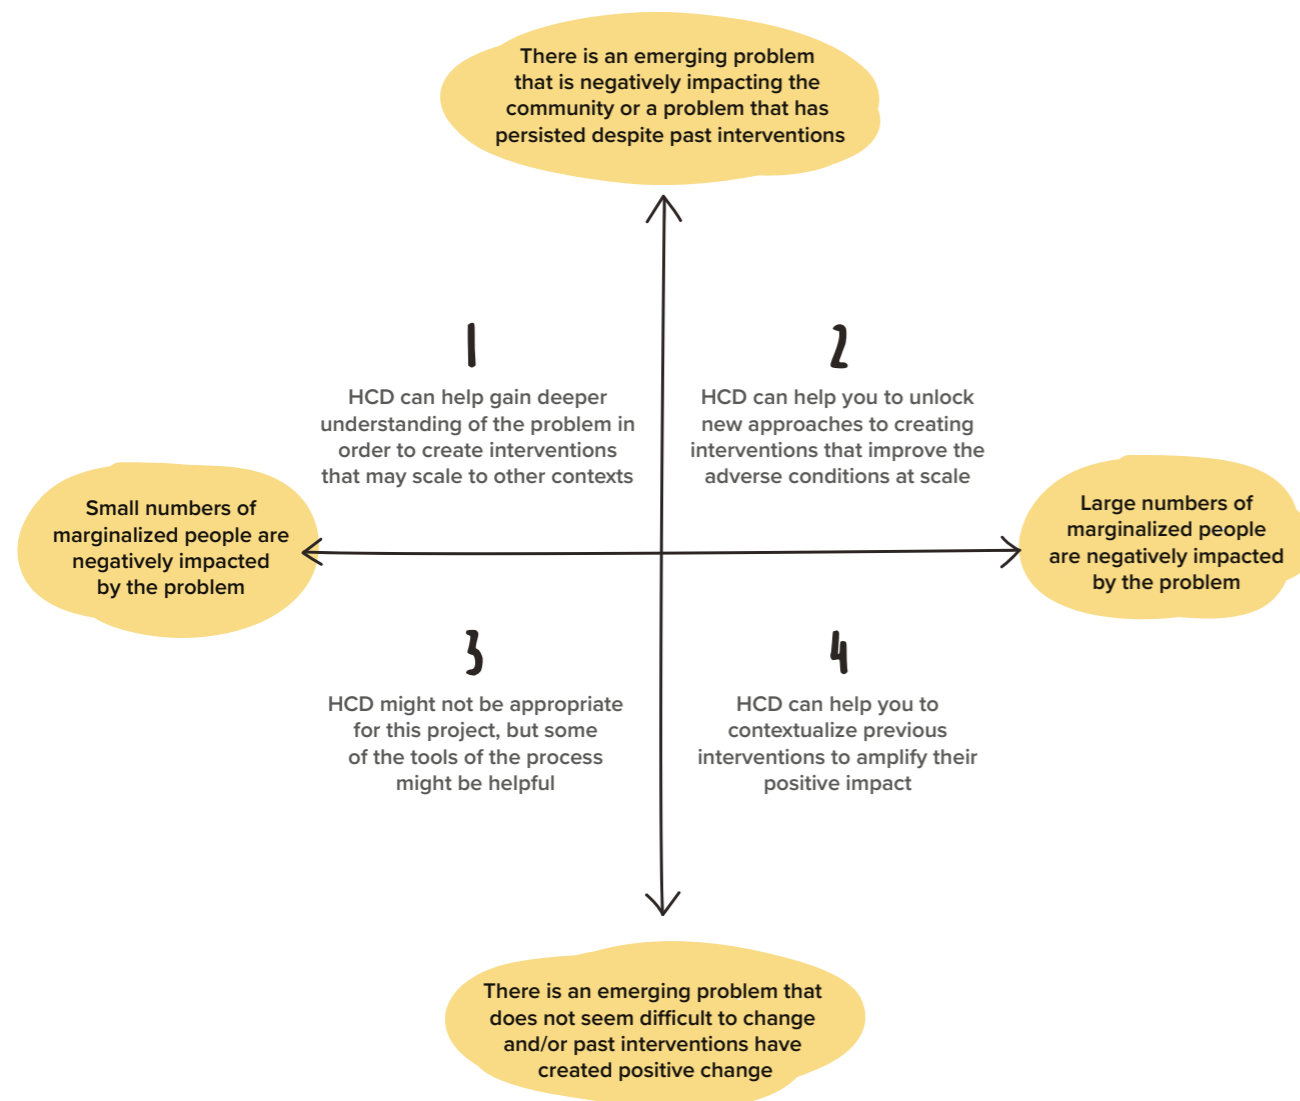 There is an emerging problem
that is negatively impacting the
community or a problem that has
persisted despite past interventions
1
HCD can help gain deeper
understanding of the problem in
order to create interventions
that may scale to other contexts
2
HCD can help you to unlock
new approaches to creating
interventions that improve the
adverse conditions at scale
Small numbers of
marginalized people are
negatively impacted
by the problem
Large numbers of
marginalized people
are negatively impacted
by the problem
3
HCD might not be appropriate
for this project, but some
of the tools of the process
might be helpful
4
HCD can help you to
contextualize previous
interventions to amplify their
positive impact
There is an emerging problem that
does not seem difficult to change
and/or past interventions have
created positive change